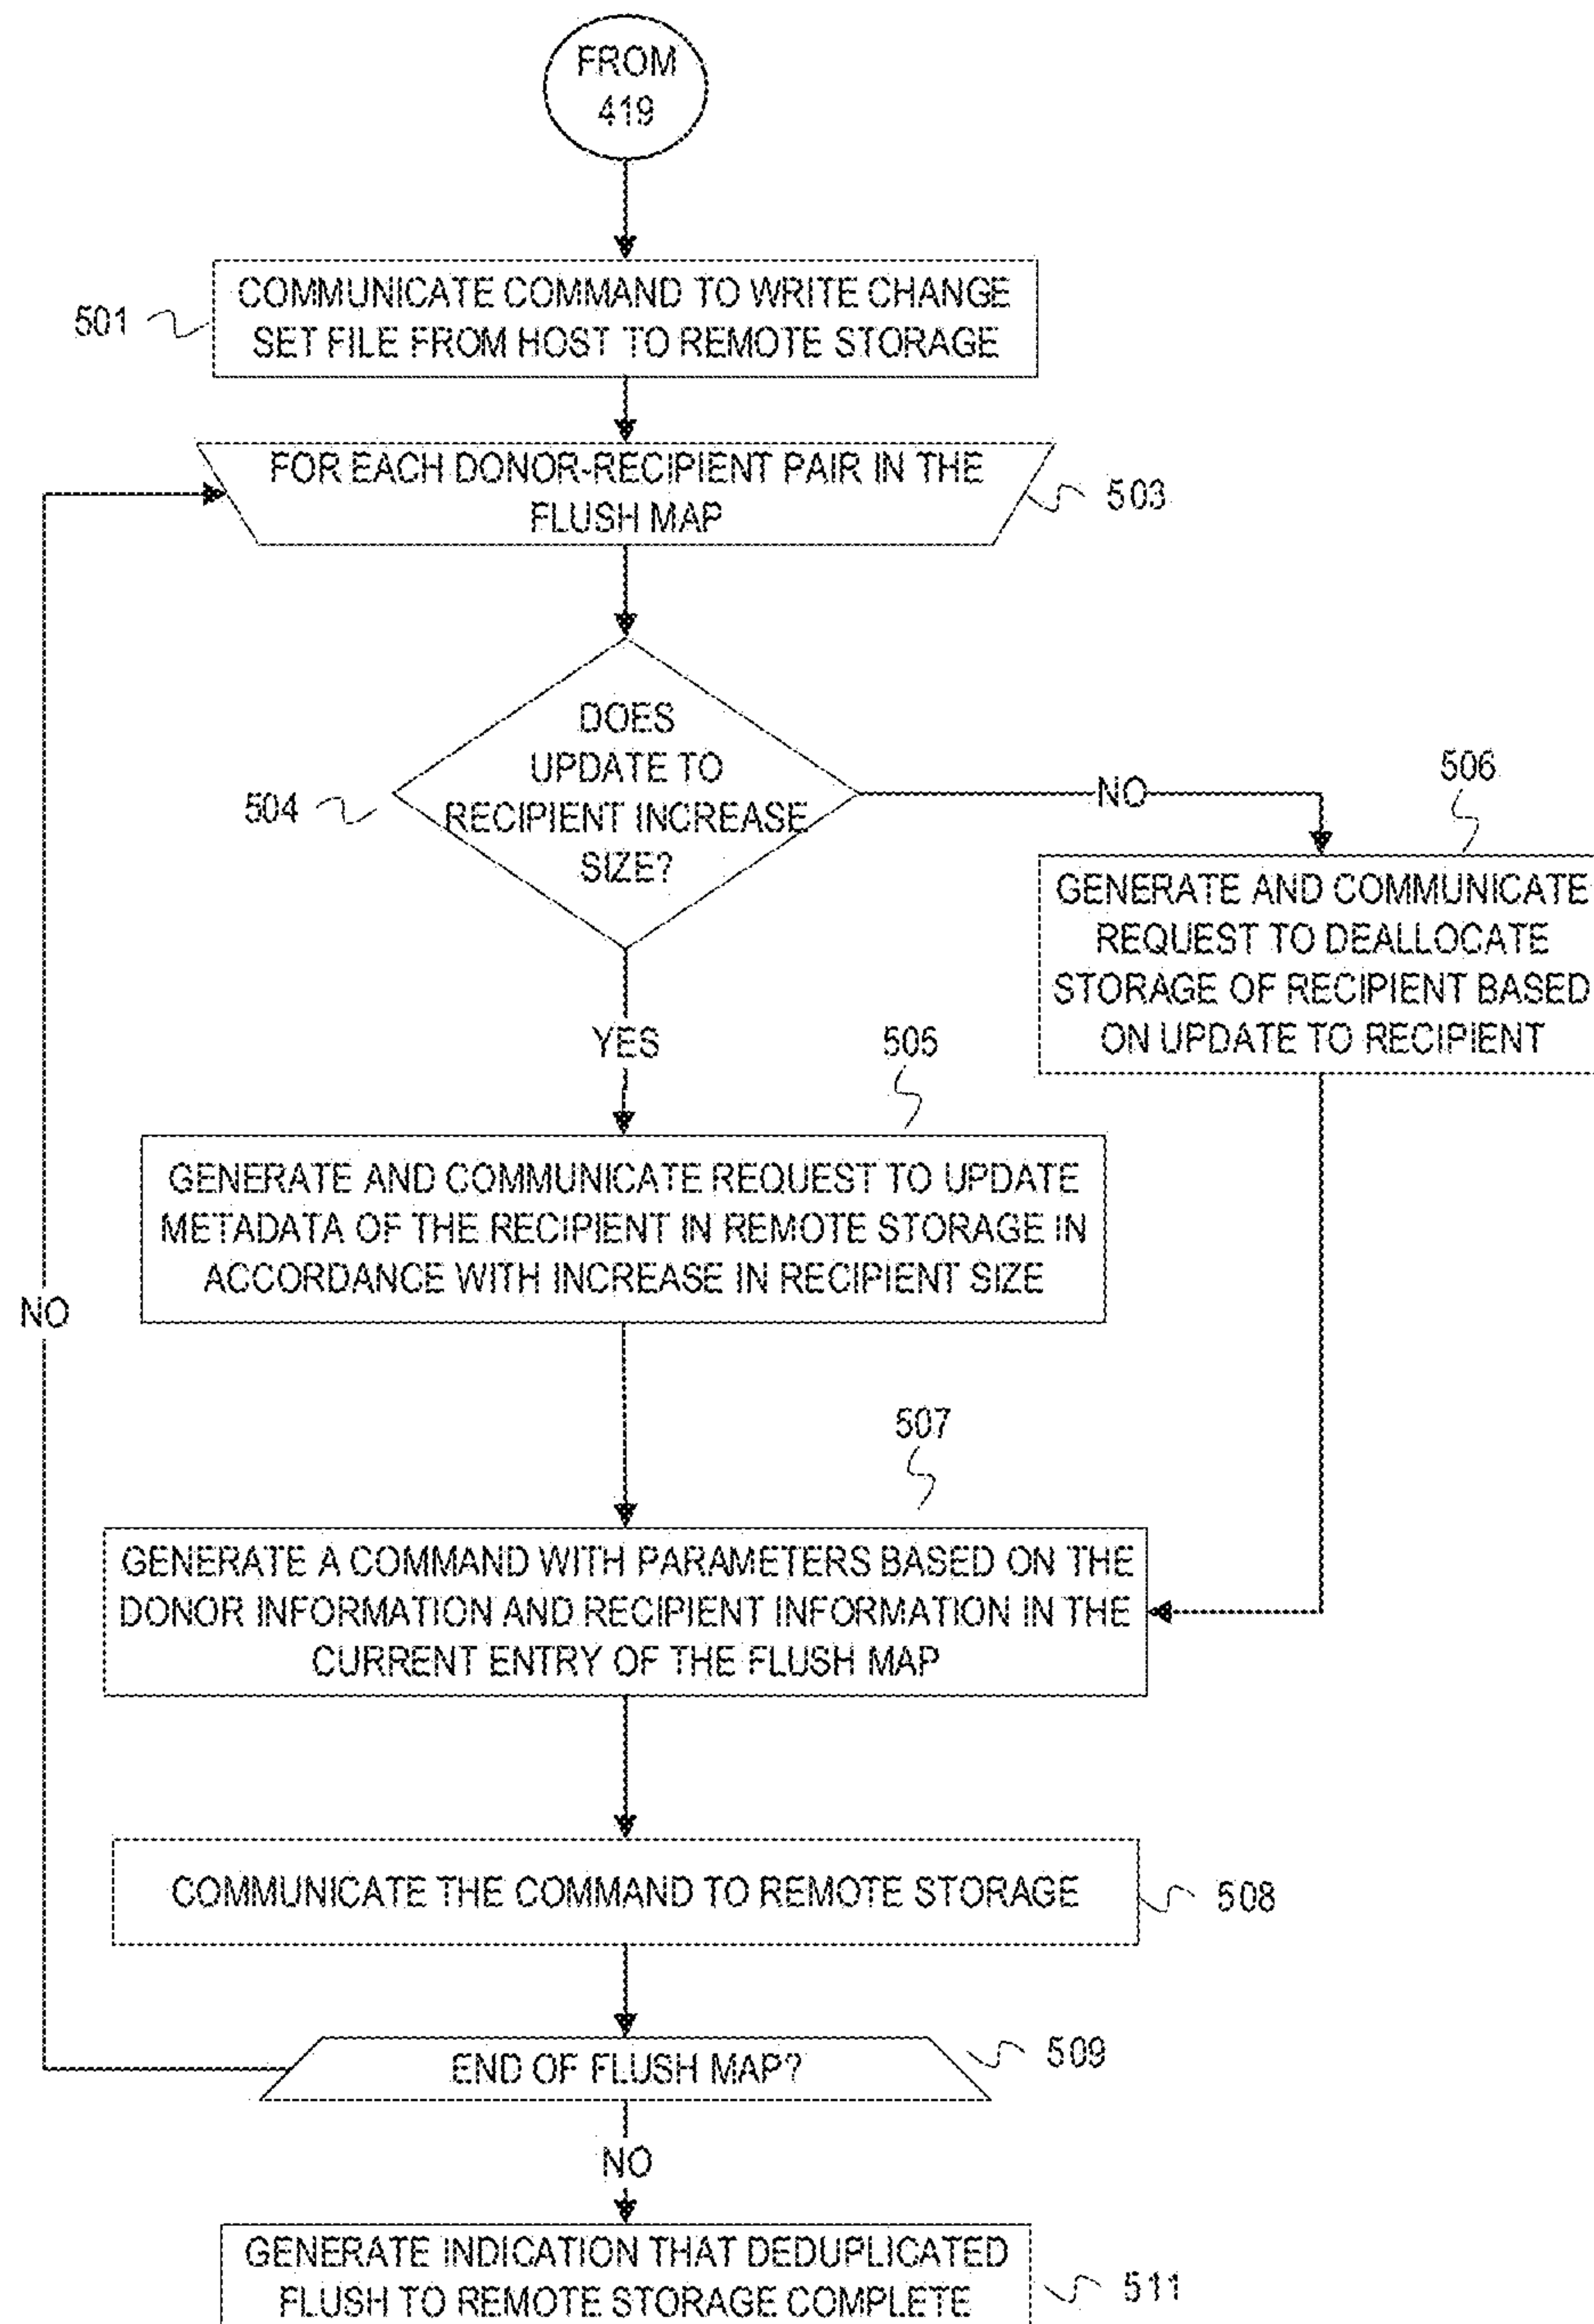 FROM
419
501
COMMUNICATE COMMAND TO WRITE CHANGE
SET FILE FROM HOST TO REMOTE STORAGE
FOR EACH DONOR-RECIPIENT PAIR IN THE
FLUSH MAP
503
504
DOES
UPDATE TO
RECIPIENT INCREASE
SIZE?
NO
506
GENERATE AND COMMUNICATE
REQUEST TO DEALLOCATE
STORAGE OF RECIPIENT BASED
ON UPDATE TO RECIPIENT
YES
505
GENERATE AND COMMUNICATE REQUEST TO UPDATE
METADATA OF THE RECIPIENT IN REMOTE STORAGE IN
ACCORDANCE WITH INCREASE IN RECIPIENT SIZE
NO
507
GENERATE A COMMAND WITH PARAMETERS BASED ON THE
DONOR INFORMATION AND RECIPIENT INFORMATION IN THE
CURRENT ENTRY OF THE FLUSH MAP
COMMUNICATE THE COMMAND TO REMOTE STORAGE
508
END OF FLUSH MAP?
509
NO
GENERATE INDICATION THAT DEDUPLICATED
FLUSH TO REMOTE STORAGE COMPLETE
511